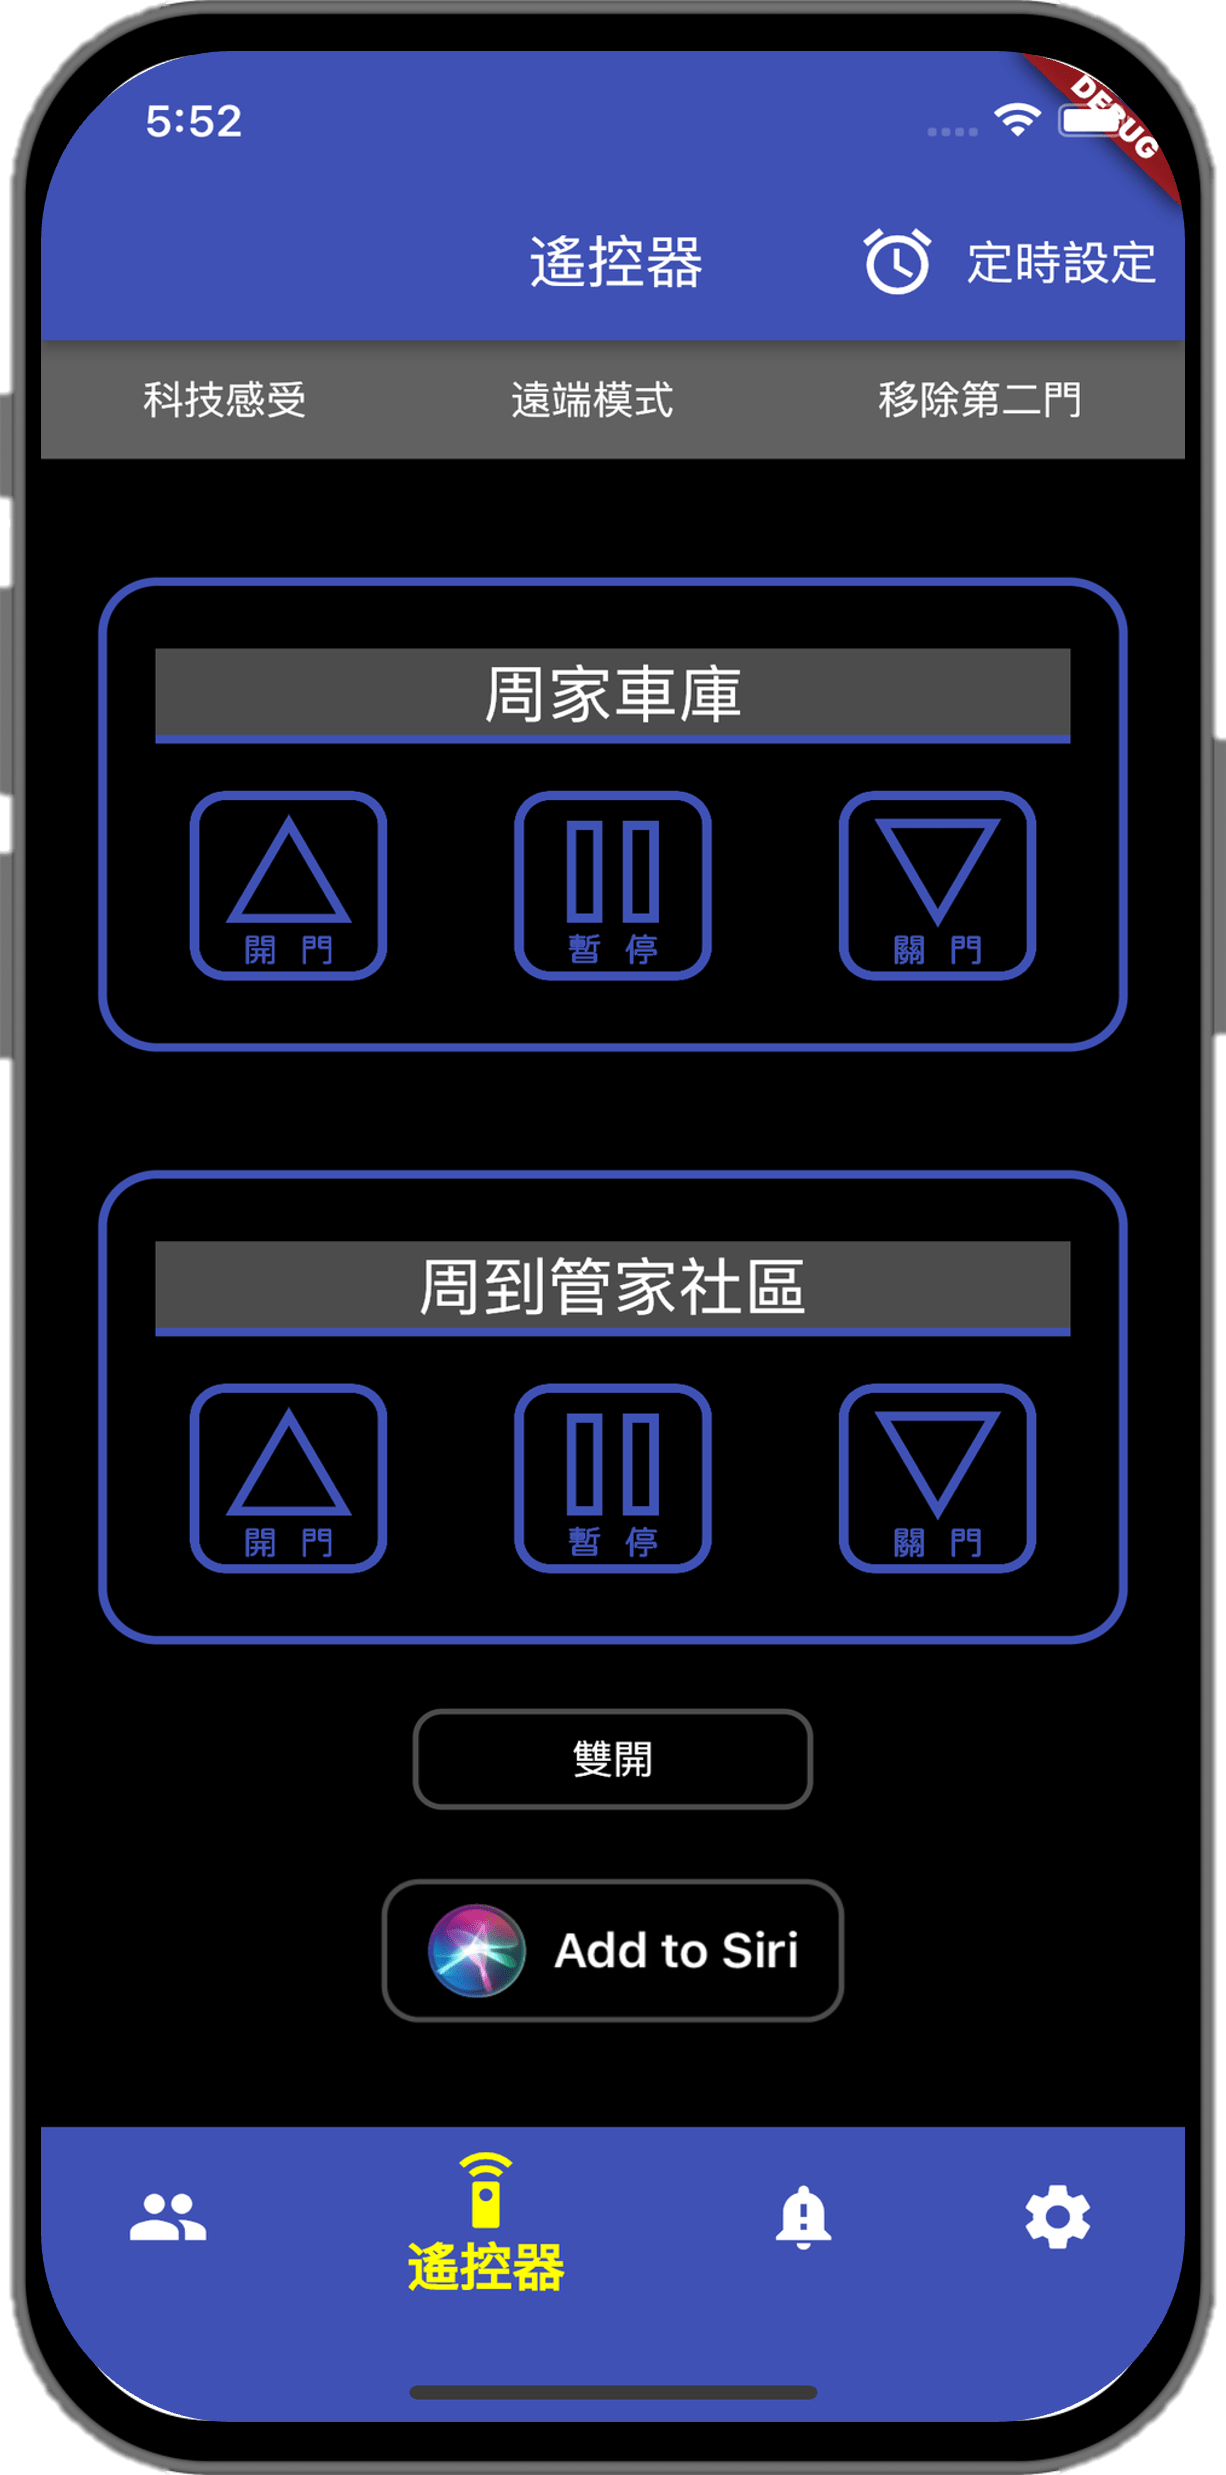 5:52
DEBUG
遙控器 定時設定
科技感受 遠端模式 移除第二門
周家車庫
開 門 暫 停 關 門
周到管家社區
開 門 暫 停 關 門
雙開
Add to Siri
遙控器